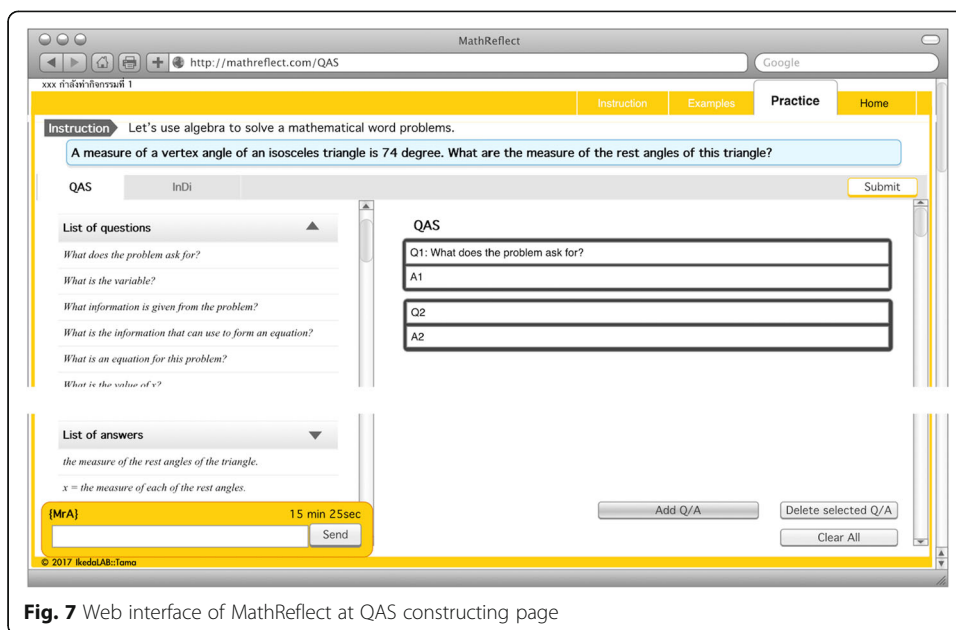 MathReflect
http://mathreflect.com/QAS
Google
xxx กำลังทำกิจกรรมที่ 1
Instruction
Examples
Practice
Home
Instruction Let's use algebra to solve a mathematical word problems.
A measure of a vertex angle of an isosceles triangle is 74 degree. What are the measure of the rest angles of this triangle?
QAS
InDi
Submit
List of questions
What does the problem ask for?
What is the variable?
What information is given from the problem?
What is the information that can use to form an equation?
What is an equation for this problem?
What is the value of x?
List of answers
the measure of the rest angles of the triangle.
x = the measure of each of the rest angles.
QAS
Q1: What does the problem ask for?
A1
Q2
A2
{MrA} 15 min 25sec
Send
Add Q/A
Delete selected Q/A
Clear All
© 2017 IkedaLAB::Tama
Fig. 7 Web interface of MathReflect at QAS constructing page